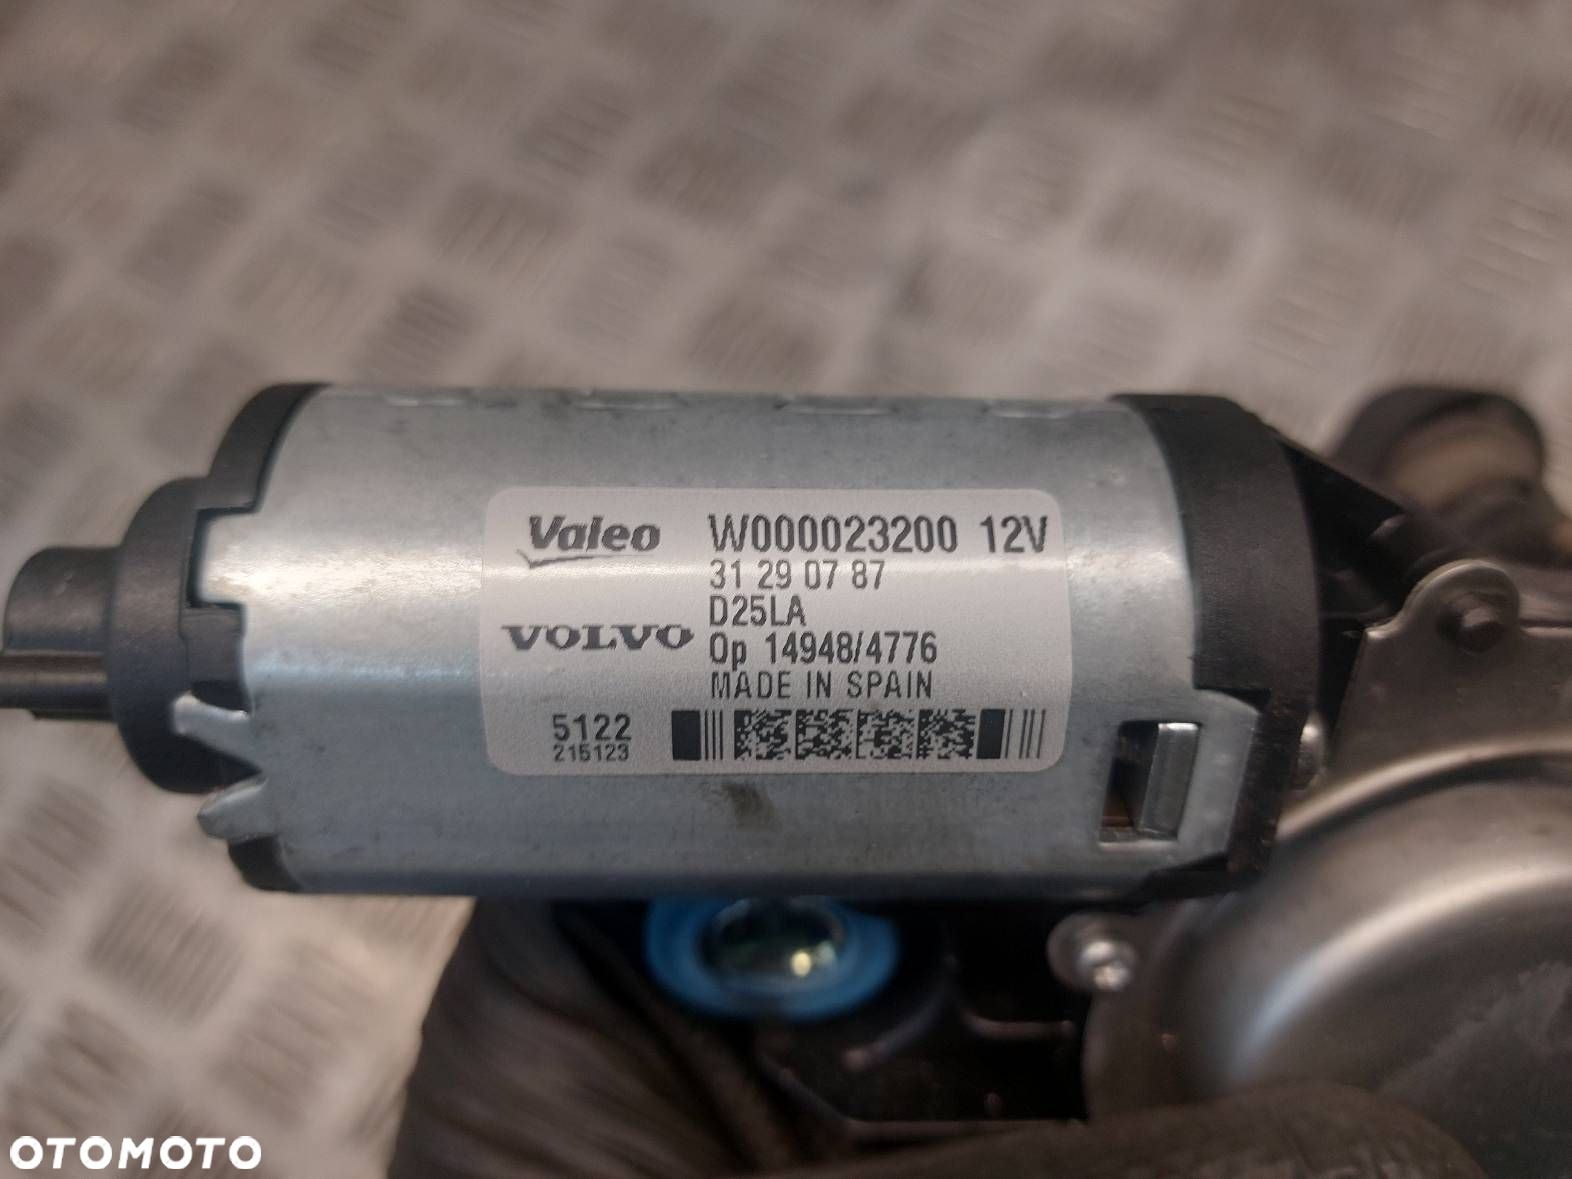 Valeo W000023200 12V
31 29 07 87
D25LA
VOLVO Op 14948/4776
MADE IN SPAIN
5122
215123
OTOMOTO